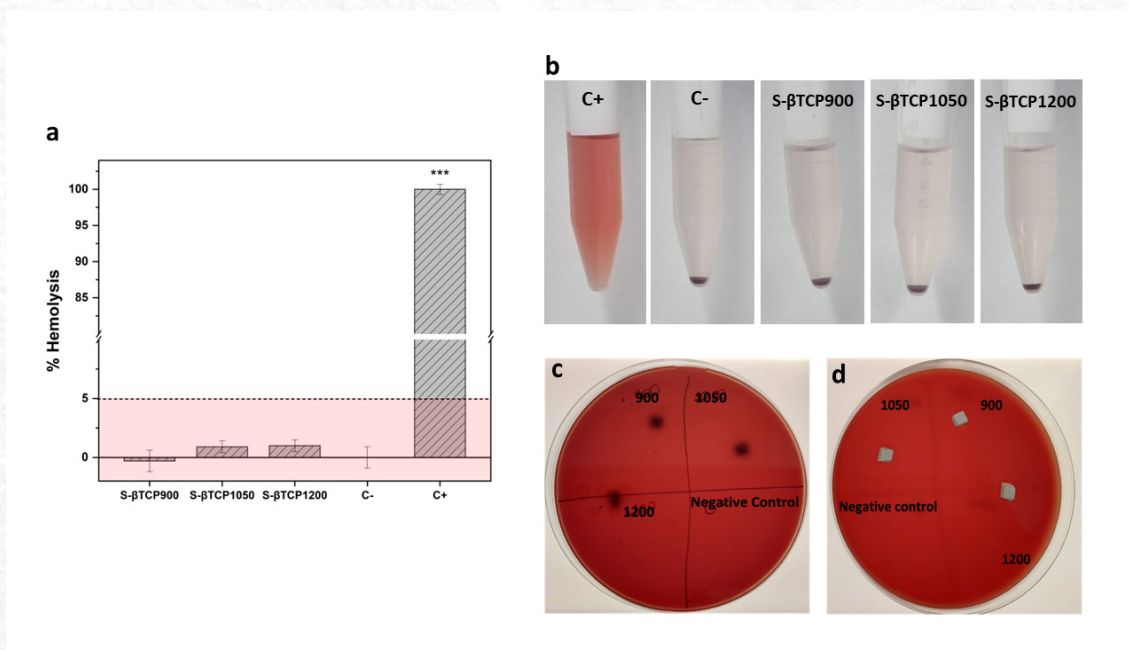 a
% Hemolysis
***
100
95
90
85
5
0
S-βTCP900 S-βTCP1050 S-βTCP1200 C- C+
b
C+ C- S-βTCP900 S-βTCP1050 S-βTCP1200
c
900 1050
1200 Negative Control
d
1050 900
Negative control
1200